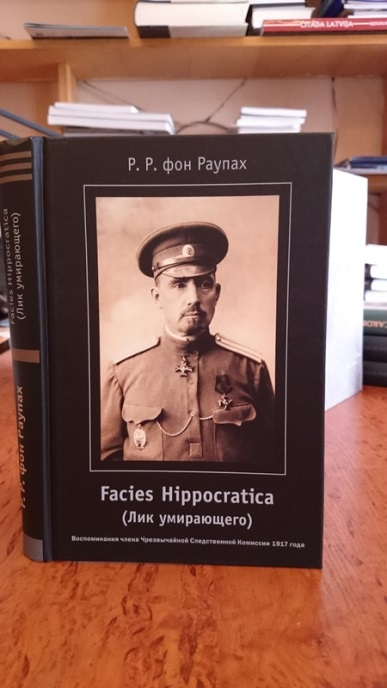 Р. Р. фон Раупах
Facies Hippocratica
(Лик умирающего)
Воспоминания члена Чрезвычайной Следственной Комиссии 1917 года
Facies Hippocratica
(Лик умирающего)
Р. Р. фон Раупах
CITĀDA LATVIJA